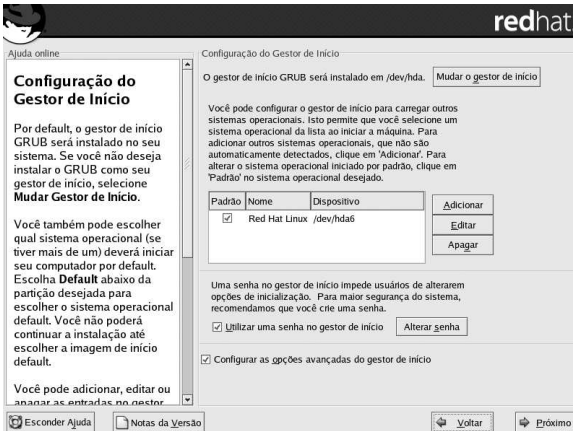 redhat
Ajuda online
Configuração do
Gestor de Início
Por default, o gestor de início
GRUB será instalado no seu
sistema. Se você não deseja
instalar o GRUB como seu
gestor de início, selecione
Mudar Gestor de Início.
Você também pode escolher
qual sistema operacional (se
tiver mais de um) deverá iniciar
seu computador por default.
Escolha Default abaixo da
partição desejada para
escolher o sistema operacional
default. Você não poderá
continuar a instalação até
escolher a imagem de início
default.
Você pode adicionar, editar ou
apagar as entradas no gestor
Configuração do Gestor de Início
O gestor de início GRUB será instalado em /dev/hda.
Mudar o gestor de início
Você pode configurar o gestor de início para carregar outros
sistemas operacionais. Isto permite que você selecione um
sistema operacional da lista ao iniciar a máquina. Para
adicionar outros sistemas operacionais, que não são
automaticamente detectados, clique em 'Adicionar'. Para
alterar o sistema operacional iniciado por padrão, clique em
'Padrão' no sistema operacional desejado.
Padrão Nome Dispositivo
Red Hat Linux /dev/hda6
Adicionar
Editar
Apagar
Uma senha no gestor de início impede usuários de alterarem
opções de inicialização. Para maior segurança do sistema,
recomendamos que você crie uma senha.
Utilizar uma senha no gestor de início
Alterar senha
Configurar as opções avançadas do gestor de início
Esconder Ajuda
Notas da Versão
Voltar
Próximo